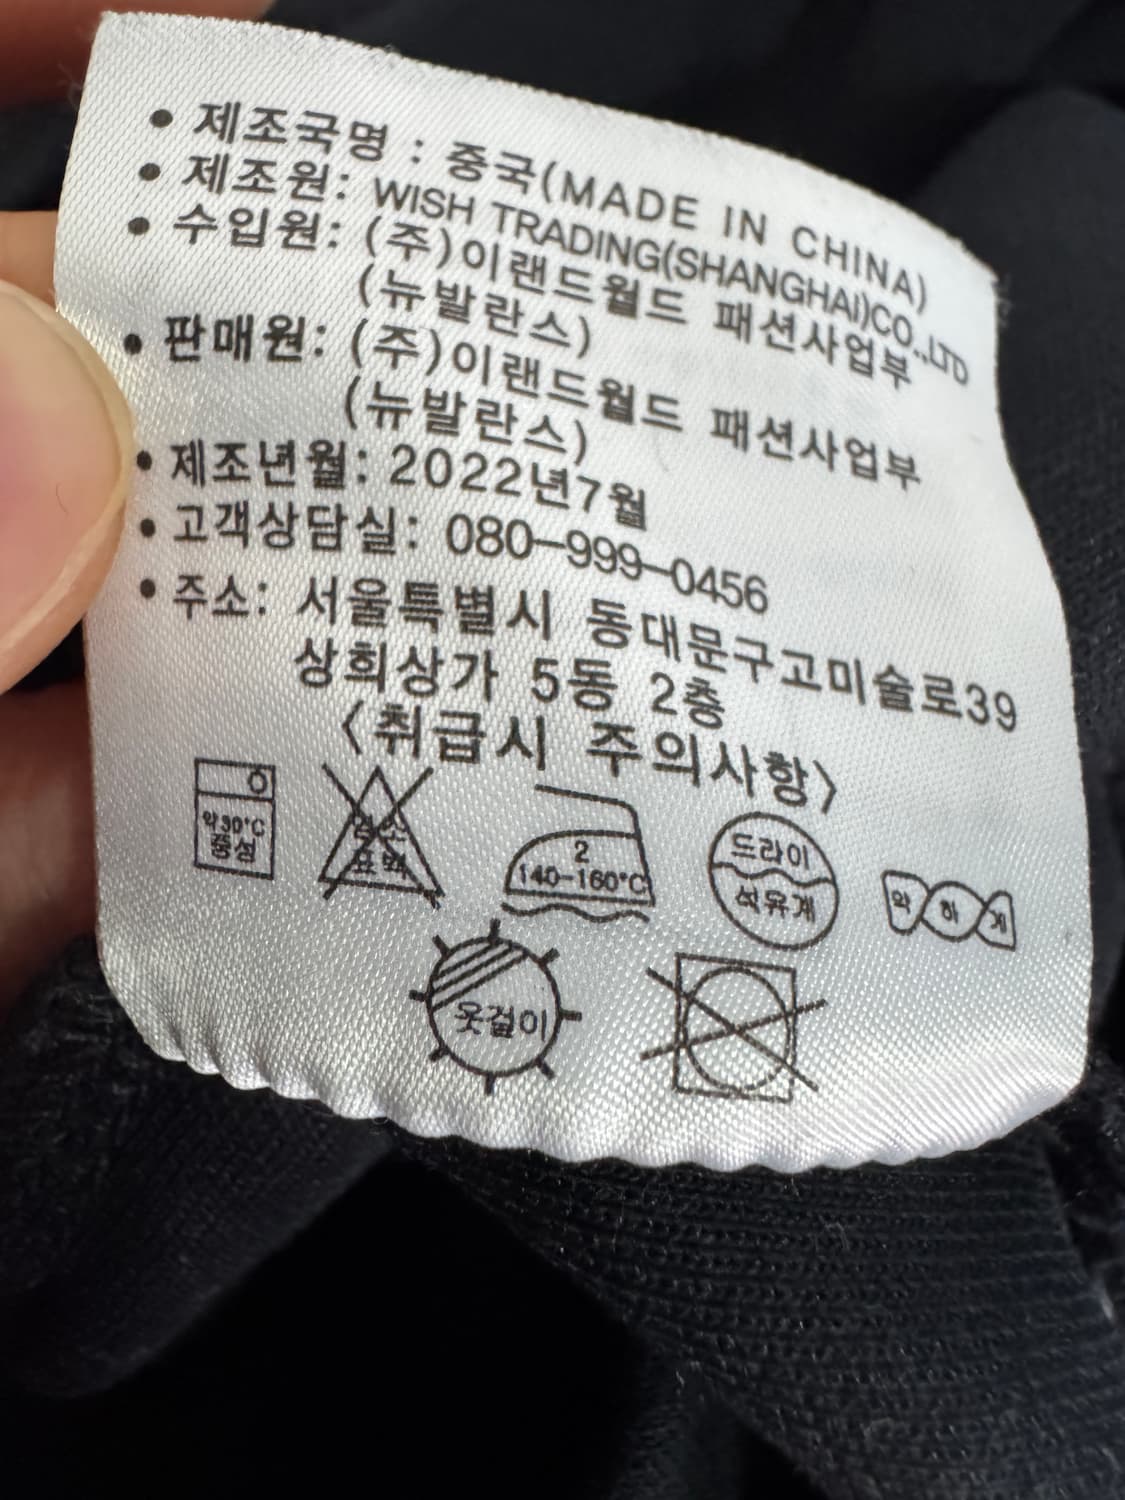 • 제조국명 : 중국(MADE IN CHINA)
• 제조원: WISH TRADING(SHANGHAI)CO.,LTD
• 수입원: (주)이랜드월드 패션사업부
(뉴발란스)
• 판매원: (주)이랜드월드 패션사업부
(뉴발란스)
• 제조년월: 2022년7월
• 고객상담실: 080-999-0456
• 주소: 서울특별시 동대문구고미술로39
상희상가 5동 2층
<취급시 주의사항>
약30°C
중성
염소
표백
2
140-160°C
드라이
석유계
약하게
옷걸이